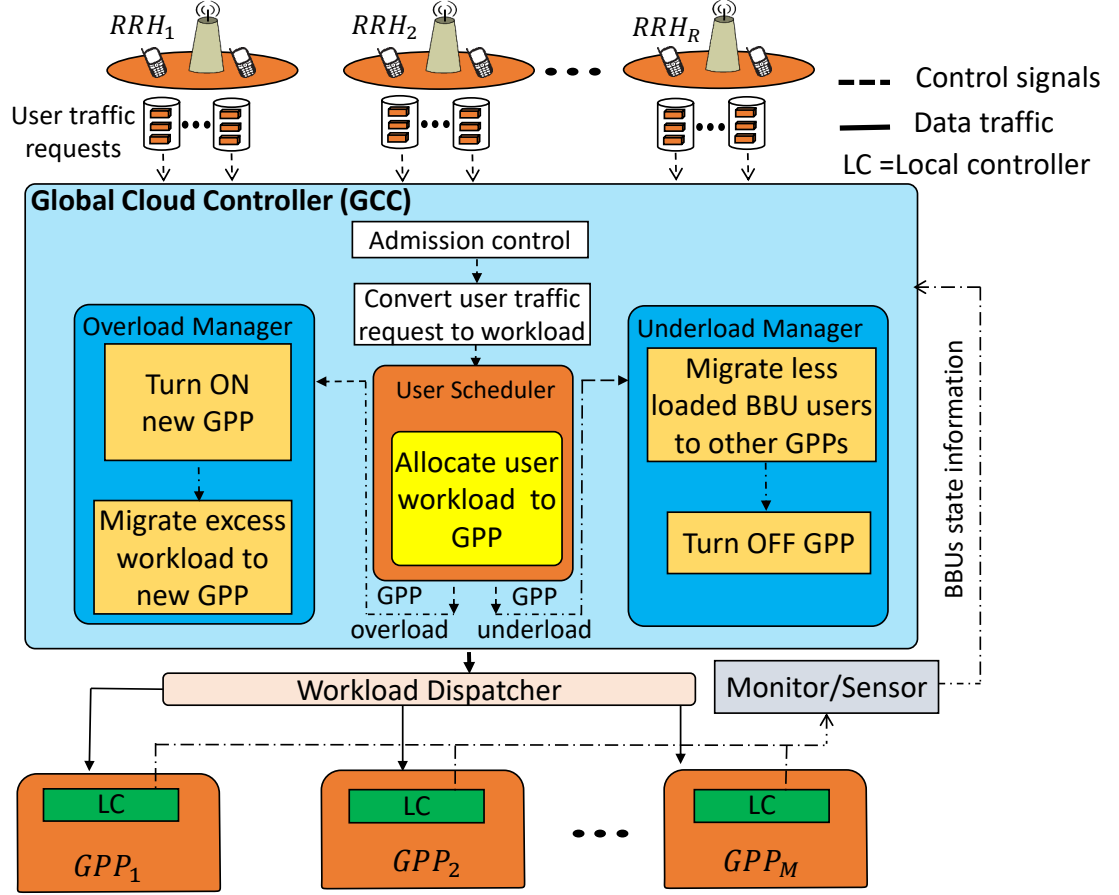 RRH₁
RRH₂
RRH_R
Control signals
Data traffic
LC =Local controller
User traffic
requests
Global Cloud Controller (GCC)
Admission control
Convert user traffic
request to workload
Overload Manager
Turn ON
new GPP
Migrate excess
workload to
new GPP
User Scheduler
Allocate user
workload to
GPP
GPP
overload
GPP
underload
Underload Manager
Migrate less
loaded BBU users
to other GPPs
Turn OFF GPP
BBUs state information
Workload Dispatcher
Monitor/Sensor
LC
GPP₁
LC
GPP₂
LC
GPP_M